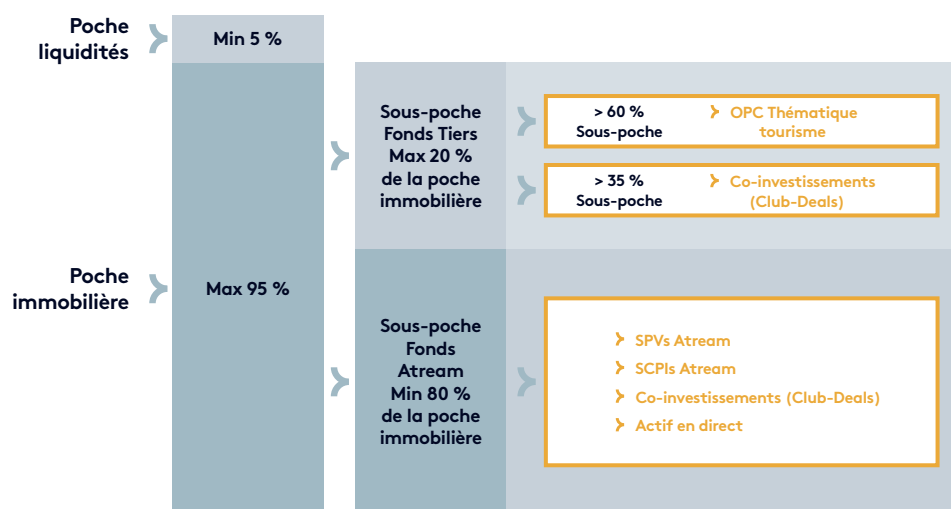 Poche
liquidités
Min 5 %
Poche
immobilière
Max 95 %
Sous-poche
Fonds Tiers
Max 20 %
de la poche
immobilière
> 60 %
Sous-poche
OPC Thématique
tourisme
> 35 %
Sous-poche
Co-investissements
(Club-Deals)
Sous-poche
Fonds
Atream
Min 80 %
de la poche
immobilière
SPVs Atream
SCPIs Atream
Co-investissements (Club-Deals)
Actif en direct